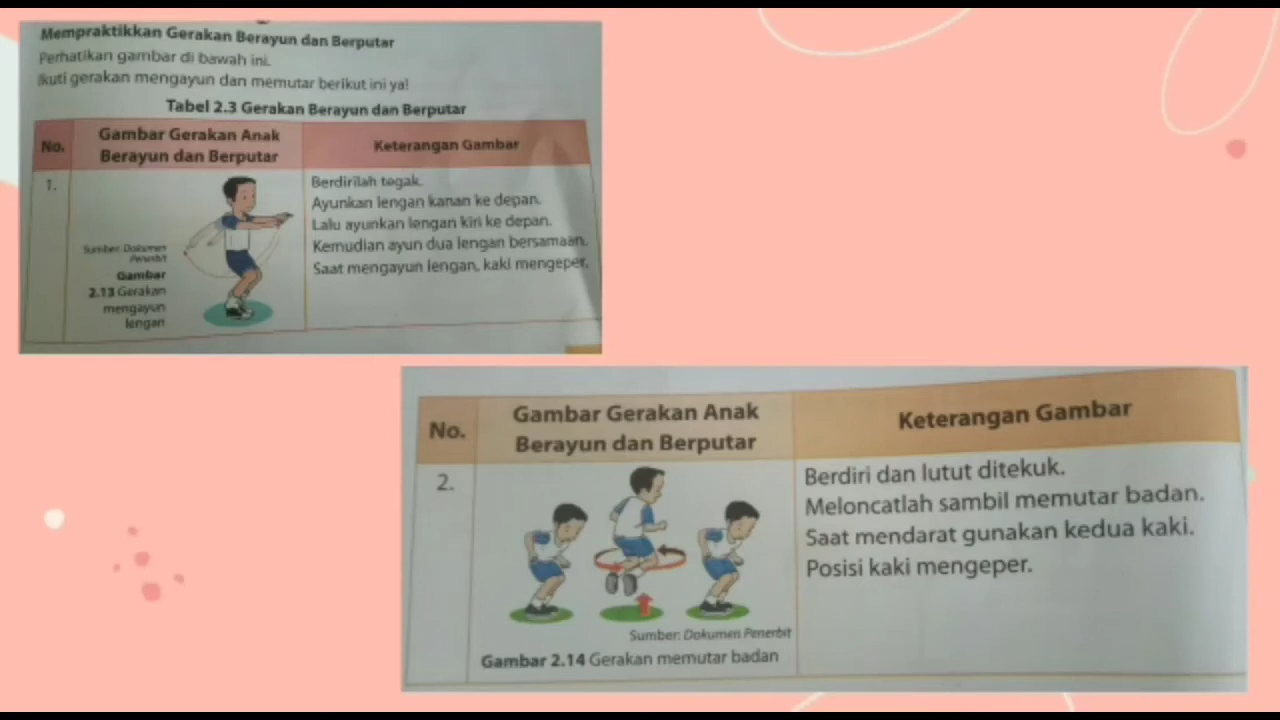 Mempraktikkan Gerakan Berayun dan Berputar
Perhatikan gambar di bawah ini.
Ikuti gerakan mengayun dan memutar berikut ini ya!
Tabel 2.3 Gerakan Berayun dan Berputar
No.
Gambar Gerakan Anak
Berayun dan Berputar
Keterangan Gambar
1.
Sumber: Dokumen
Penerbit
Gambar
2.13 Gerakan
mengayun
lengan
Berdirilah tegak.
Ayunkan lengan kanan ke depan.
Lalu ayunkan lengan kiri ke depan.
Kemudian ayun dua lengan bersamaan.
Saat mengayun lengan, kaki mengeper.
No.
Gambar Gerakan Anak
Berayun dan Berputar
Keterangan Gambar
2.
Sumber: Dokumen Penerbit
Gambar 2.14 Gerakan memutar badan
Berdiri dan lutut ditekuk.
Meloncatlah sambil memutar badan.
Saat mendarat gunakan kedua kaki.
Posisi kaki mengeper.